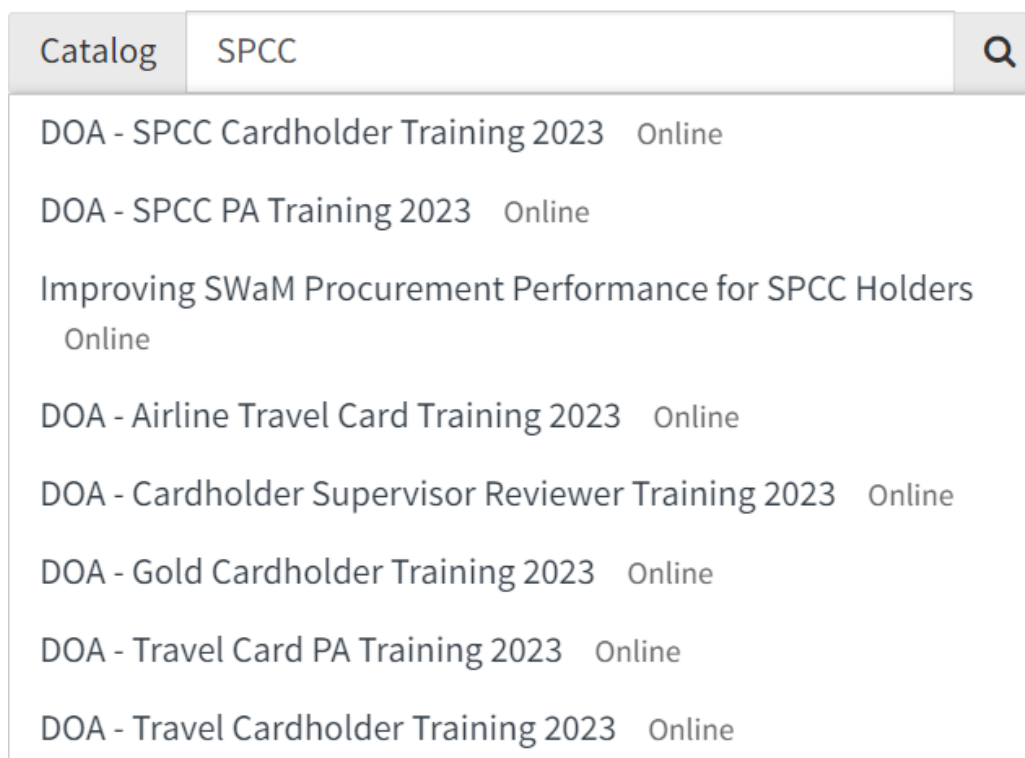 Catalog SPCC
DOA - SPCC Cardholder Training 2023 Online
DOA - SPCC PA Training 2023 Online
Improving SWaM Procurement Performance for SPCC Holders
Online
DOA - Airline Travel Card Training 2023 Online
DOA - Cardholder Supervisor Reviewer Training 2023 Online
DOA - Gold Cardholder Training 2023 Online
DOA - Travel Card PA Training 2023 Online
DOA - Travel Cardholder Training 2023 Online